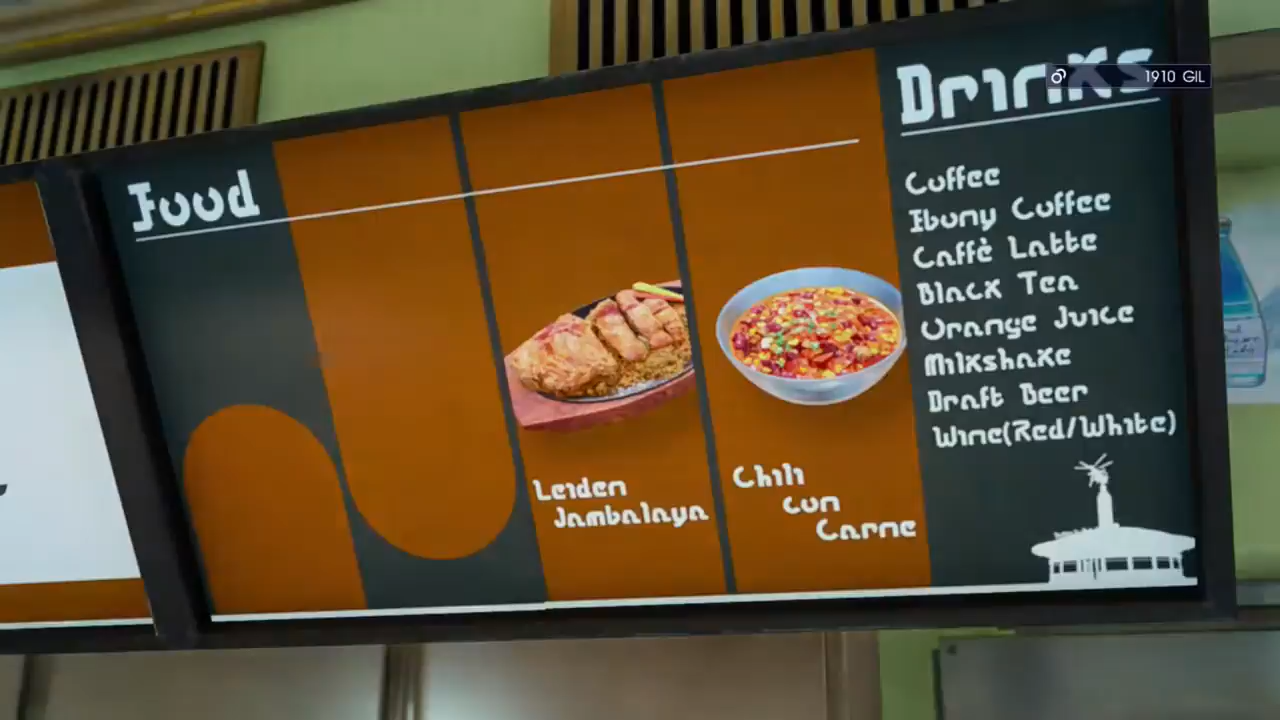 Food
Leiden
Jambalaya
Chili
con
Carne
Drinks
1910 GIL
Coffee
Ebony Coffee
Caffè Latte
Black Tea
Orange Juice
Milkshake
Draft Beer
Wine(Red/White)